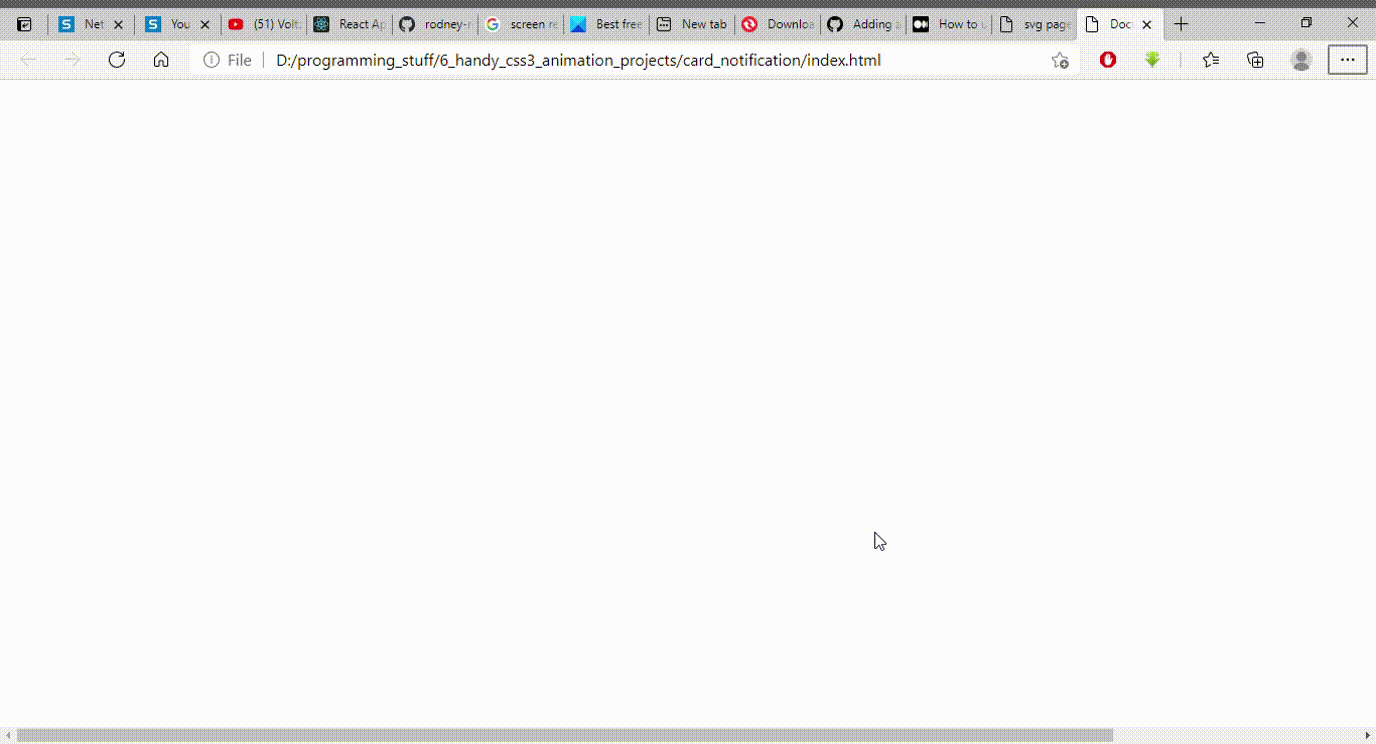 Net You (51) Volt: React Ap rodney-r screen re Best free New tab Downloa Adding a How to u svg page Doc
File D:/programming_stuff/6_handy_css3_animation_projects/card_notification/index.html